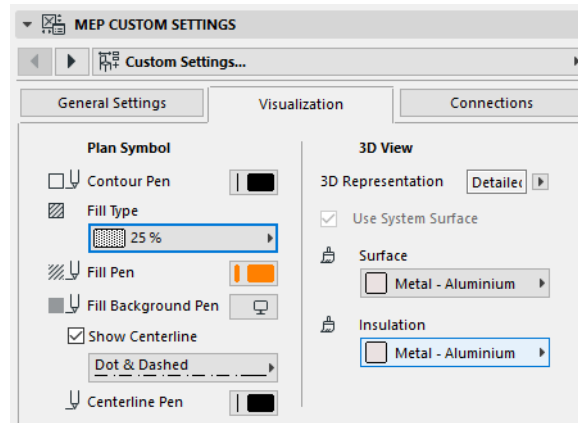 MEP CUSTOM SETTINGS
Custom Settings...
General Settings
Visualization
Connections
Plan Symbol
Contour Pen
Fill Type
25 %
Fill Pen
Fill Background Pen
Show Centerline
Dot & Dashed
Centerline Pen
3D View
3D Representation
Detailec
Use System Surface
Surface
Metal - Aluminium
Insulation
Metal - Aluminium